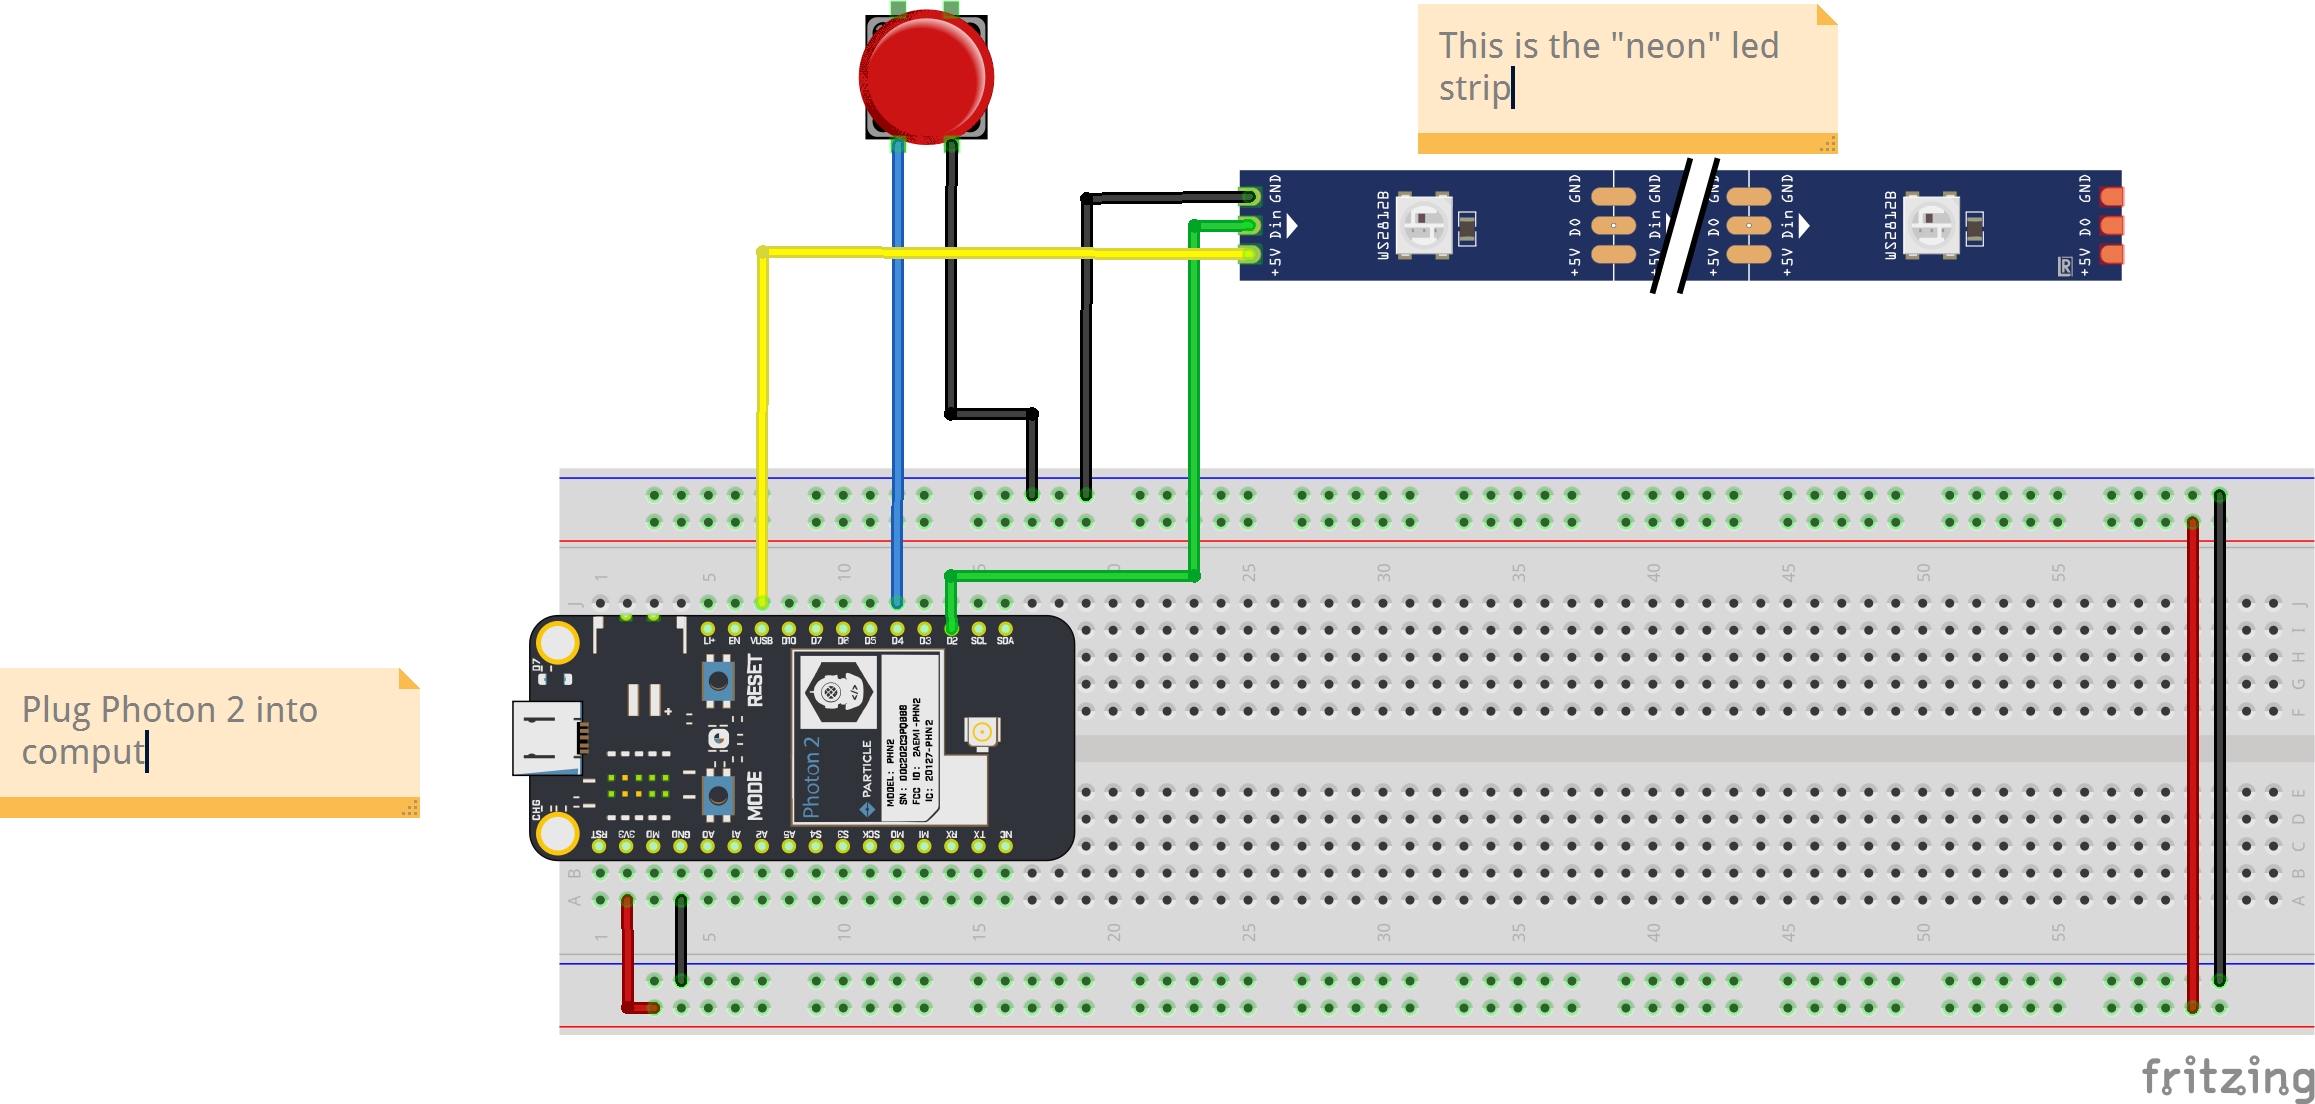 This is the "neon" led
strip
GND
Din
+5V
WS2812B
GND
D0
+5V
GND
Din
+5V
GND
D0
+5V
GND
Din
+5V
WS2812B
GND
D0
+5V
R
1 5 10 15 20 25 30 35 40 45 50 55
J J
I
H
G
F
LI+ EN VUSB D10 D7 D6 D5 D4 D3 D2 SCL SDA
D7
RESET
+
MODE
CHG
Photon 2
PARTICLE
</>
MODEL: PHN2
FCC ID: 2AEMI-PHN2
IC: 20127-PHN2
RST 3V3 MD GND A0 A1 A2 A5 S4 S3 SCK MO MI RX TX NC
E
D
C
B B
A A
1 5 10 15 20 25 30 35 40 45 50 55
Plug Photon 2 into
comput
fritzing